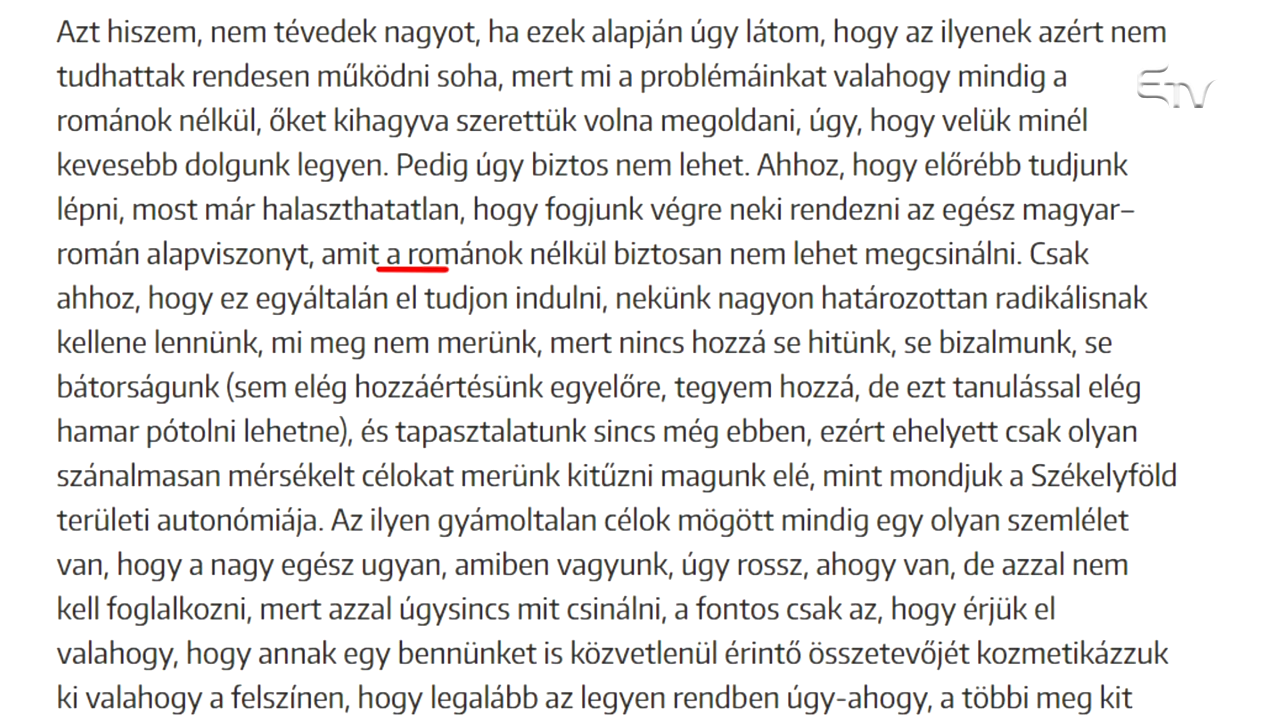 Azt hiszem, nem tévedek nagyot, ha ezek alapján úgy látom, hogy az ilyenek azért nem
tudhattak rendesen működni soha, mert mi a problémáinkat valahogy mindig a
ETV
románok nélkül, őket kihagyva szerettük volna megoldani, úgy, hogy velük minél
kevesebb dolgunk legyen. Pedig úgy biztos nem lehet. Ahhoz, hogy előrébb tudjunk
lépni, most már halaszthatatlan, hogy fogjunk végre neki rendezni az egész magyar–
román alapviszonyt, amit a románok nélkül biztosan nem lehet megcsinálni. Csak
ahhoz, hogy ez egyáltalán el tudjon indulni, nekünk nagyon határozottan radikálisnak
kellene lennünk, mi meg nem merünk, mert nincs hozzá se hitünk, se bizalmunk, se
bátorságunk (sem elég hozzáértésünk egyelőre, tegyem hozzá, de ezt tanulással elég
hamar pótolni lehetne), és tapasztalatunk sincs még ebben, ezért ehelyett csak olyan
szánalmasan mérsékelt célokat merünk kitűzni magunk elé, mint mondjuk a Székelyföld
területi autonómiája. Az ilyen gyámoltalan célok mögött mindig egy olyan szemlélet
van, hogy a nagy egész ugyan, amiben vagyunk, úgy rossz, ahogy van, de azzal nem
kell foglalkozni, mert azzal úgysincs mit csinálni, a fontos csak az, hogy érjük el
valahogy, hogy annak egy bennünket is közvetlenül érintő összetevőjét kozmetikázzuk
ki valahogy a felszínen, hogy legalább az legyen rendben úgy-ahogy, a többi meg kit